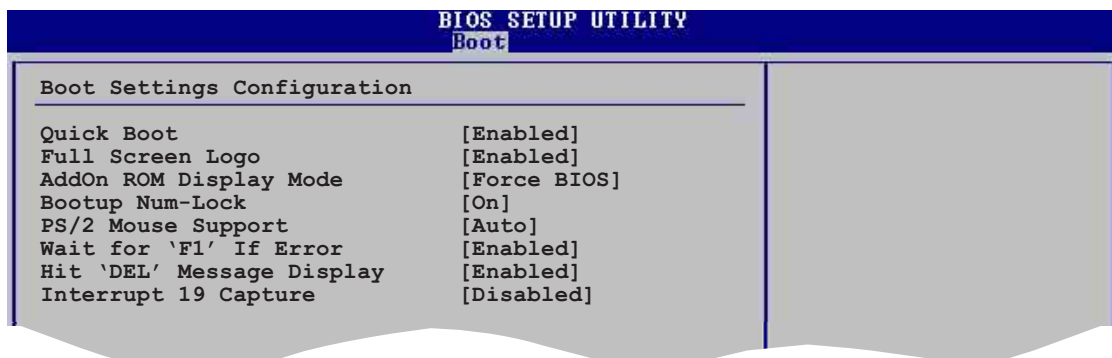 BIOS SETUP UTILITY
Boot
Boot Settings Configuration
Quick Boot [Enabled]
Full Screen Logo [Enabled]
AddOn ROM Display Mode [Force BIOS]
Bootup Num-Lock [On]
PS/2 Mouse Support [Auto]
Wait for ‘F1’ If Error [Enabled]
Hit ‘DEL’ Message Display [Enabled]
Interrupt 19 Capture [Disabled]